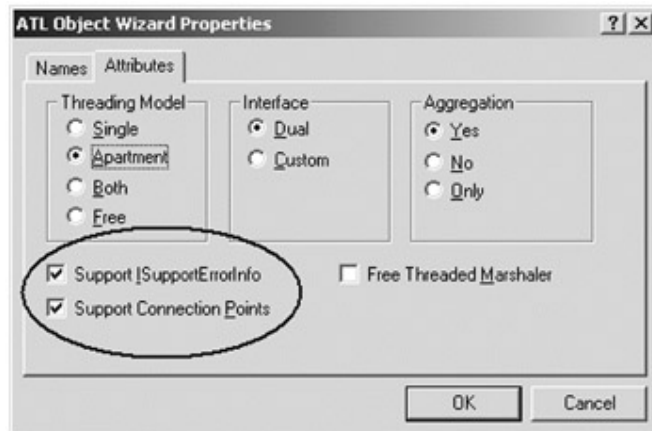 ATL Object Wizard Properties
Names Attributes
Threading Model
Single
Apartment
Both
Free
Interface
Dual
Custom
Aggregation
Yes
No
Only
Support ISupportErrorInfo
Support Connection Points
Free Threaded Marshaler
OK Cancel